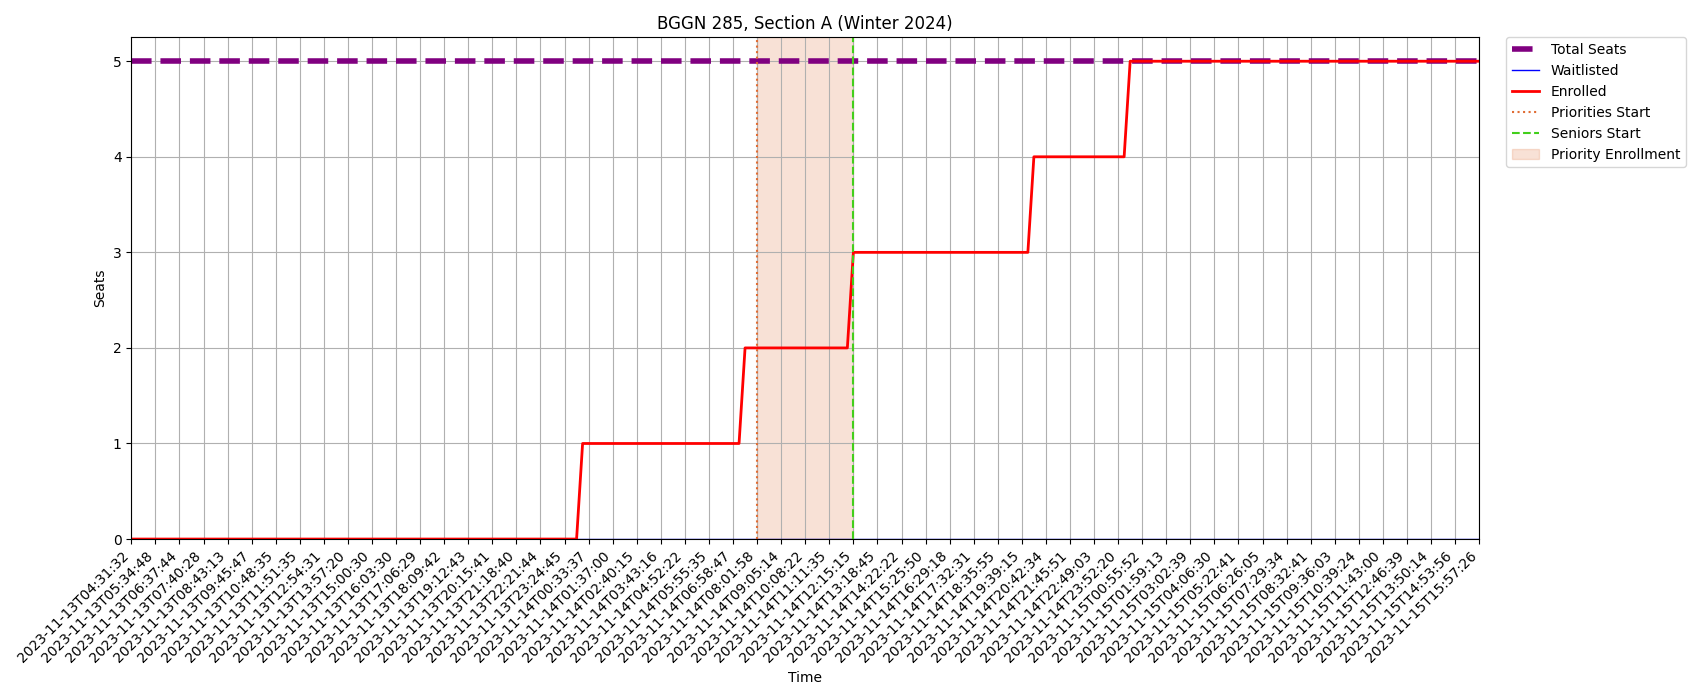 BGGN 285, Section A (Winter 2024)
Total Seats
Waitlisted
Enrolled
Priorities Start
Seniors Start
Priority Enrollment
5
4
3
2
1
0
Seats
2023-11-13T04:31:32
2023-11-13T05:34:48
2023-11-13T06:37:44
2023-11-13T07:40:28
2023-11-13T08:43:13
2023-11-13T09:45:47
2023-11-13T10:48:35
2023-11-13T11:51:35
2023-11-13T12:54:31
2023-11-13T13:57:20
2023-11-13T15:00:30
2023-11-13T16:03:30
2023-11-13T17:06:29
2023-11-13T18:09:42
2023-11-13T19:12:43
2023-11-13T20:15:41
2023-11-13T21:18:40
2023-11-13T22:21:44
2023-11-13T23:24:45
2023-11-14T00:33:37
2023-11-14T01:37:00
2023-11-14T02:40:15
2023-11-14T03:43:16
2023-11-14T04:52:22
2023-11-14T05:55:35
2023-11-14T06:58:47
2023-11-14T08:01:58
2023-11-14T09:05:14
2023-11-14T10:08:22
2023-11-14T11:11:35
2023-11-14T12:15:15
2023-11-14T13:18:45
2023-11-14T14:22:22
2023-11-14T15:25:50
2023-11-14T16:29:18
2023-11-14T17:32:31
2023-11-14T18:35:55
2023-11-14T19:39:15
2023-11-14T20:42:34
2023-11-14T21:45:51
2023-11-14T22:49:03
2023-11-14T23:52:20
2023-11-15T00:55:52
2023-11-15T01:59:13
2023-11-15T03:02:39
2023-11-15T04:06:30
2023-11-15T05:22:41
2023-11-15T06:26:05
2023-11-15T07:29:34
2023-11-15T08:32:41
2023-11-15T09:36:03
2023-11-15T10:39:24
2023-11-15T11:43:00
2023-11-15T12:46:39
2023-11-15T13:50:14
2023-11-15T14:53:56
2023-11-15T15:57:26
Time